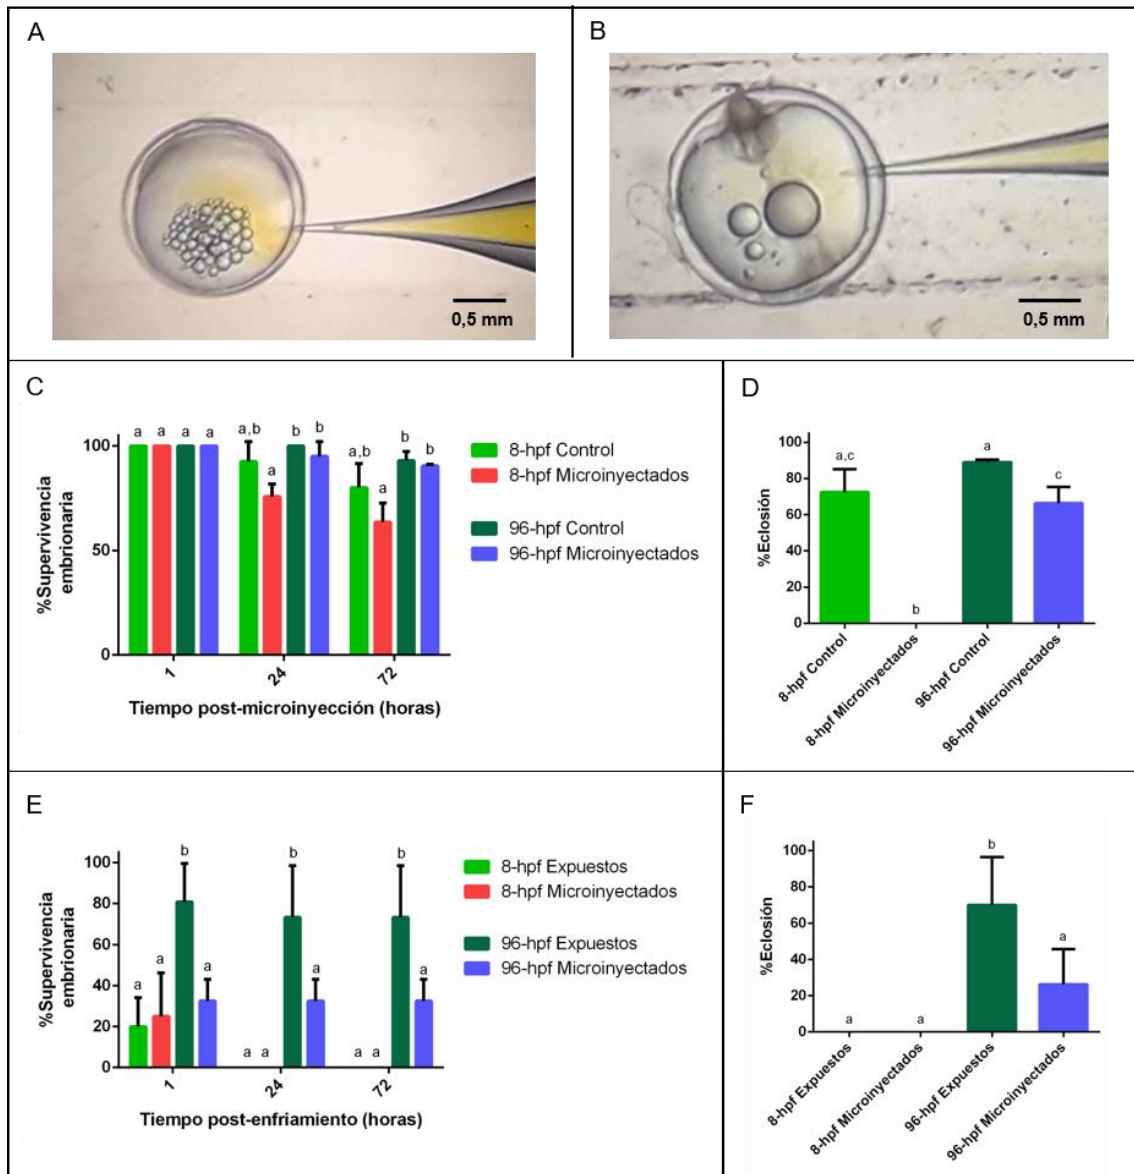 A
B
0,5 mm
0,5 mm
C
a a a a
a,b a b b
a,b a b b
100
50
0
%Supervivencia
embrionaria
1 24 72
Tiempo post-microinyección (horas)
8-hpf Control
8-hpf Microinyectados
96-hpf Control
96-hpf Microinyectados
D
a,c b a c
100
80
60
40
20
0
%Eclosión
8-hpf Control
8-hpf Microinyectados
96-hpf Control
96-hpf Microinyectados
E
a a b a
a a b a
a a b a
100
80
60
40
20
0
%Supervivencia
embrionaria
1 24 72
Tiempo post-enfriamiento (horas)
8-hpf Expuestos
8-hpf Microinyectados
96-hpf Expuestos
96-hpf Microinyectados
F
a a b a
100
80
60
40
20
0
%Eclosión
8-hpf Expuestos
8-hpf Microinyectados
96-hpf Expuestos
96-hpf Microinyectados